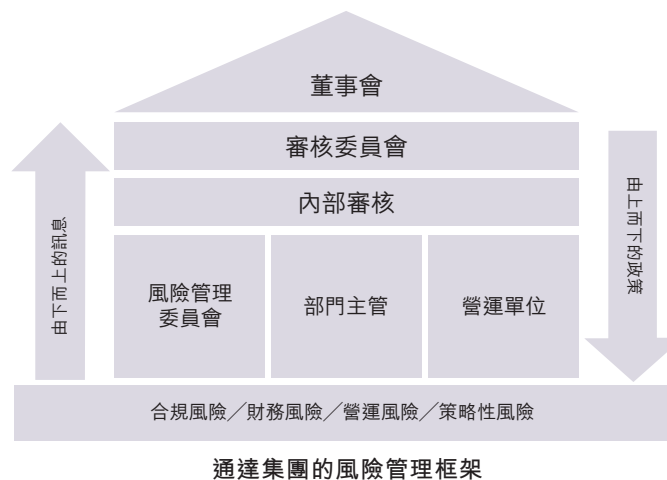 董事會
審核委員會
內部審核
由下而上的訊息
風險管理
委員會
部門主管
營運單位
由上而下的政策
合規風險／財務風險／營運風險／策略性風險
通達集團的風險管理框架